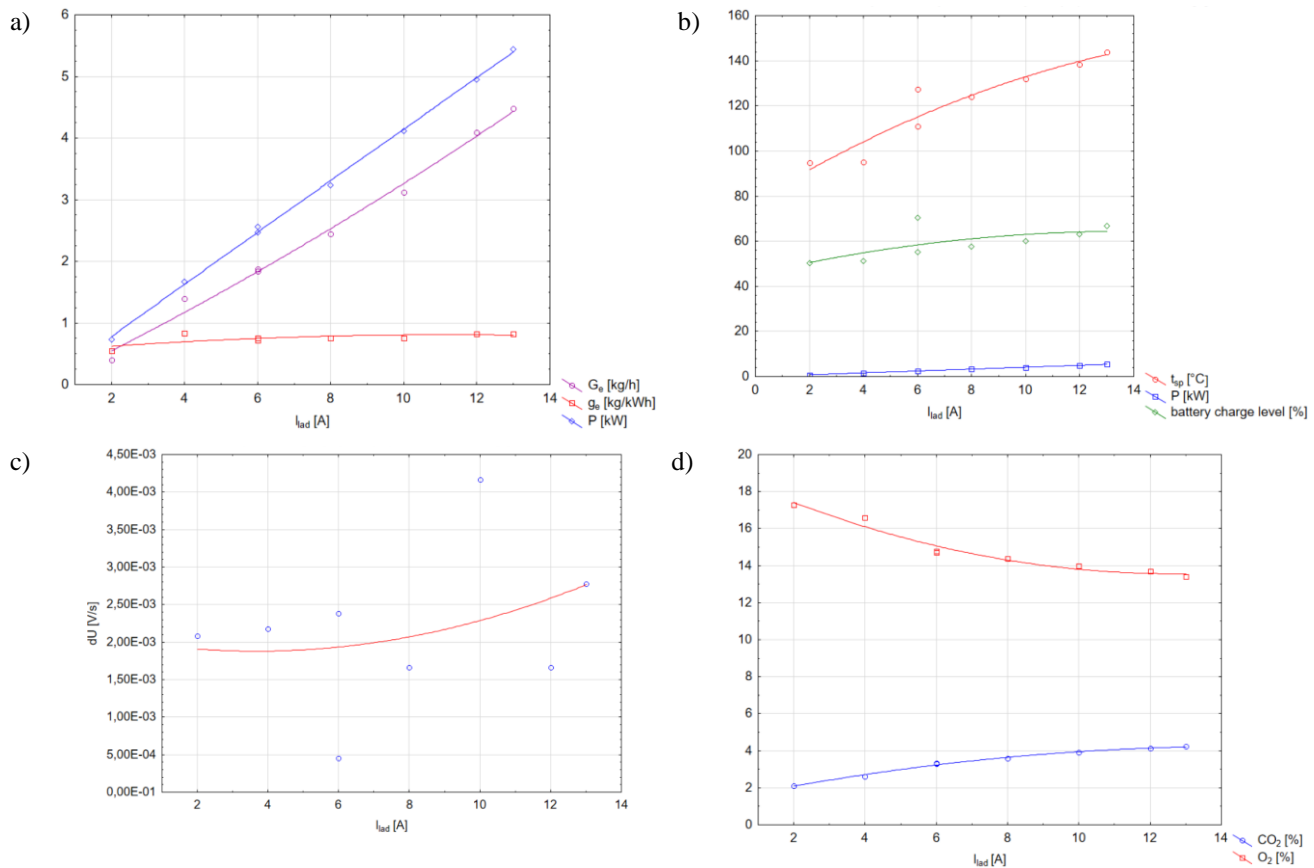 a)
6
5
4
3
2
1
0
2 4 6 8 10 12 14
I_lad [A]
G_e [kg/h]
g_e [kg/kWh]
P [kW]
b)
160
140
120
100
80
60
40
20
0
0 2 4 6 8 10 12 14
I_lad [A]
t_sp [°C]
P [kW]
battery charge level [%]
c)
4,50E-03
4,00E-03
3,50E-03
3,00E-03
2,50E-03
2,00E-03
1,50E-03
1,00E-03
5,00E-04
0,00E-01
dU [V/s]
2 4 6 8 10 12 14
I_lad [A]
d)
20
18
16
14
12
10
8
6
4
2
0
2 4 6 8 10 12 14
I_lad [A]
CO₂ [%]
O₂ [%]